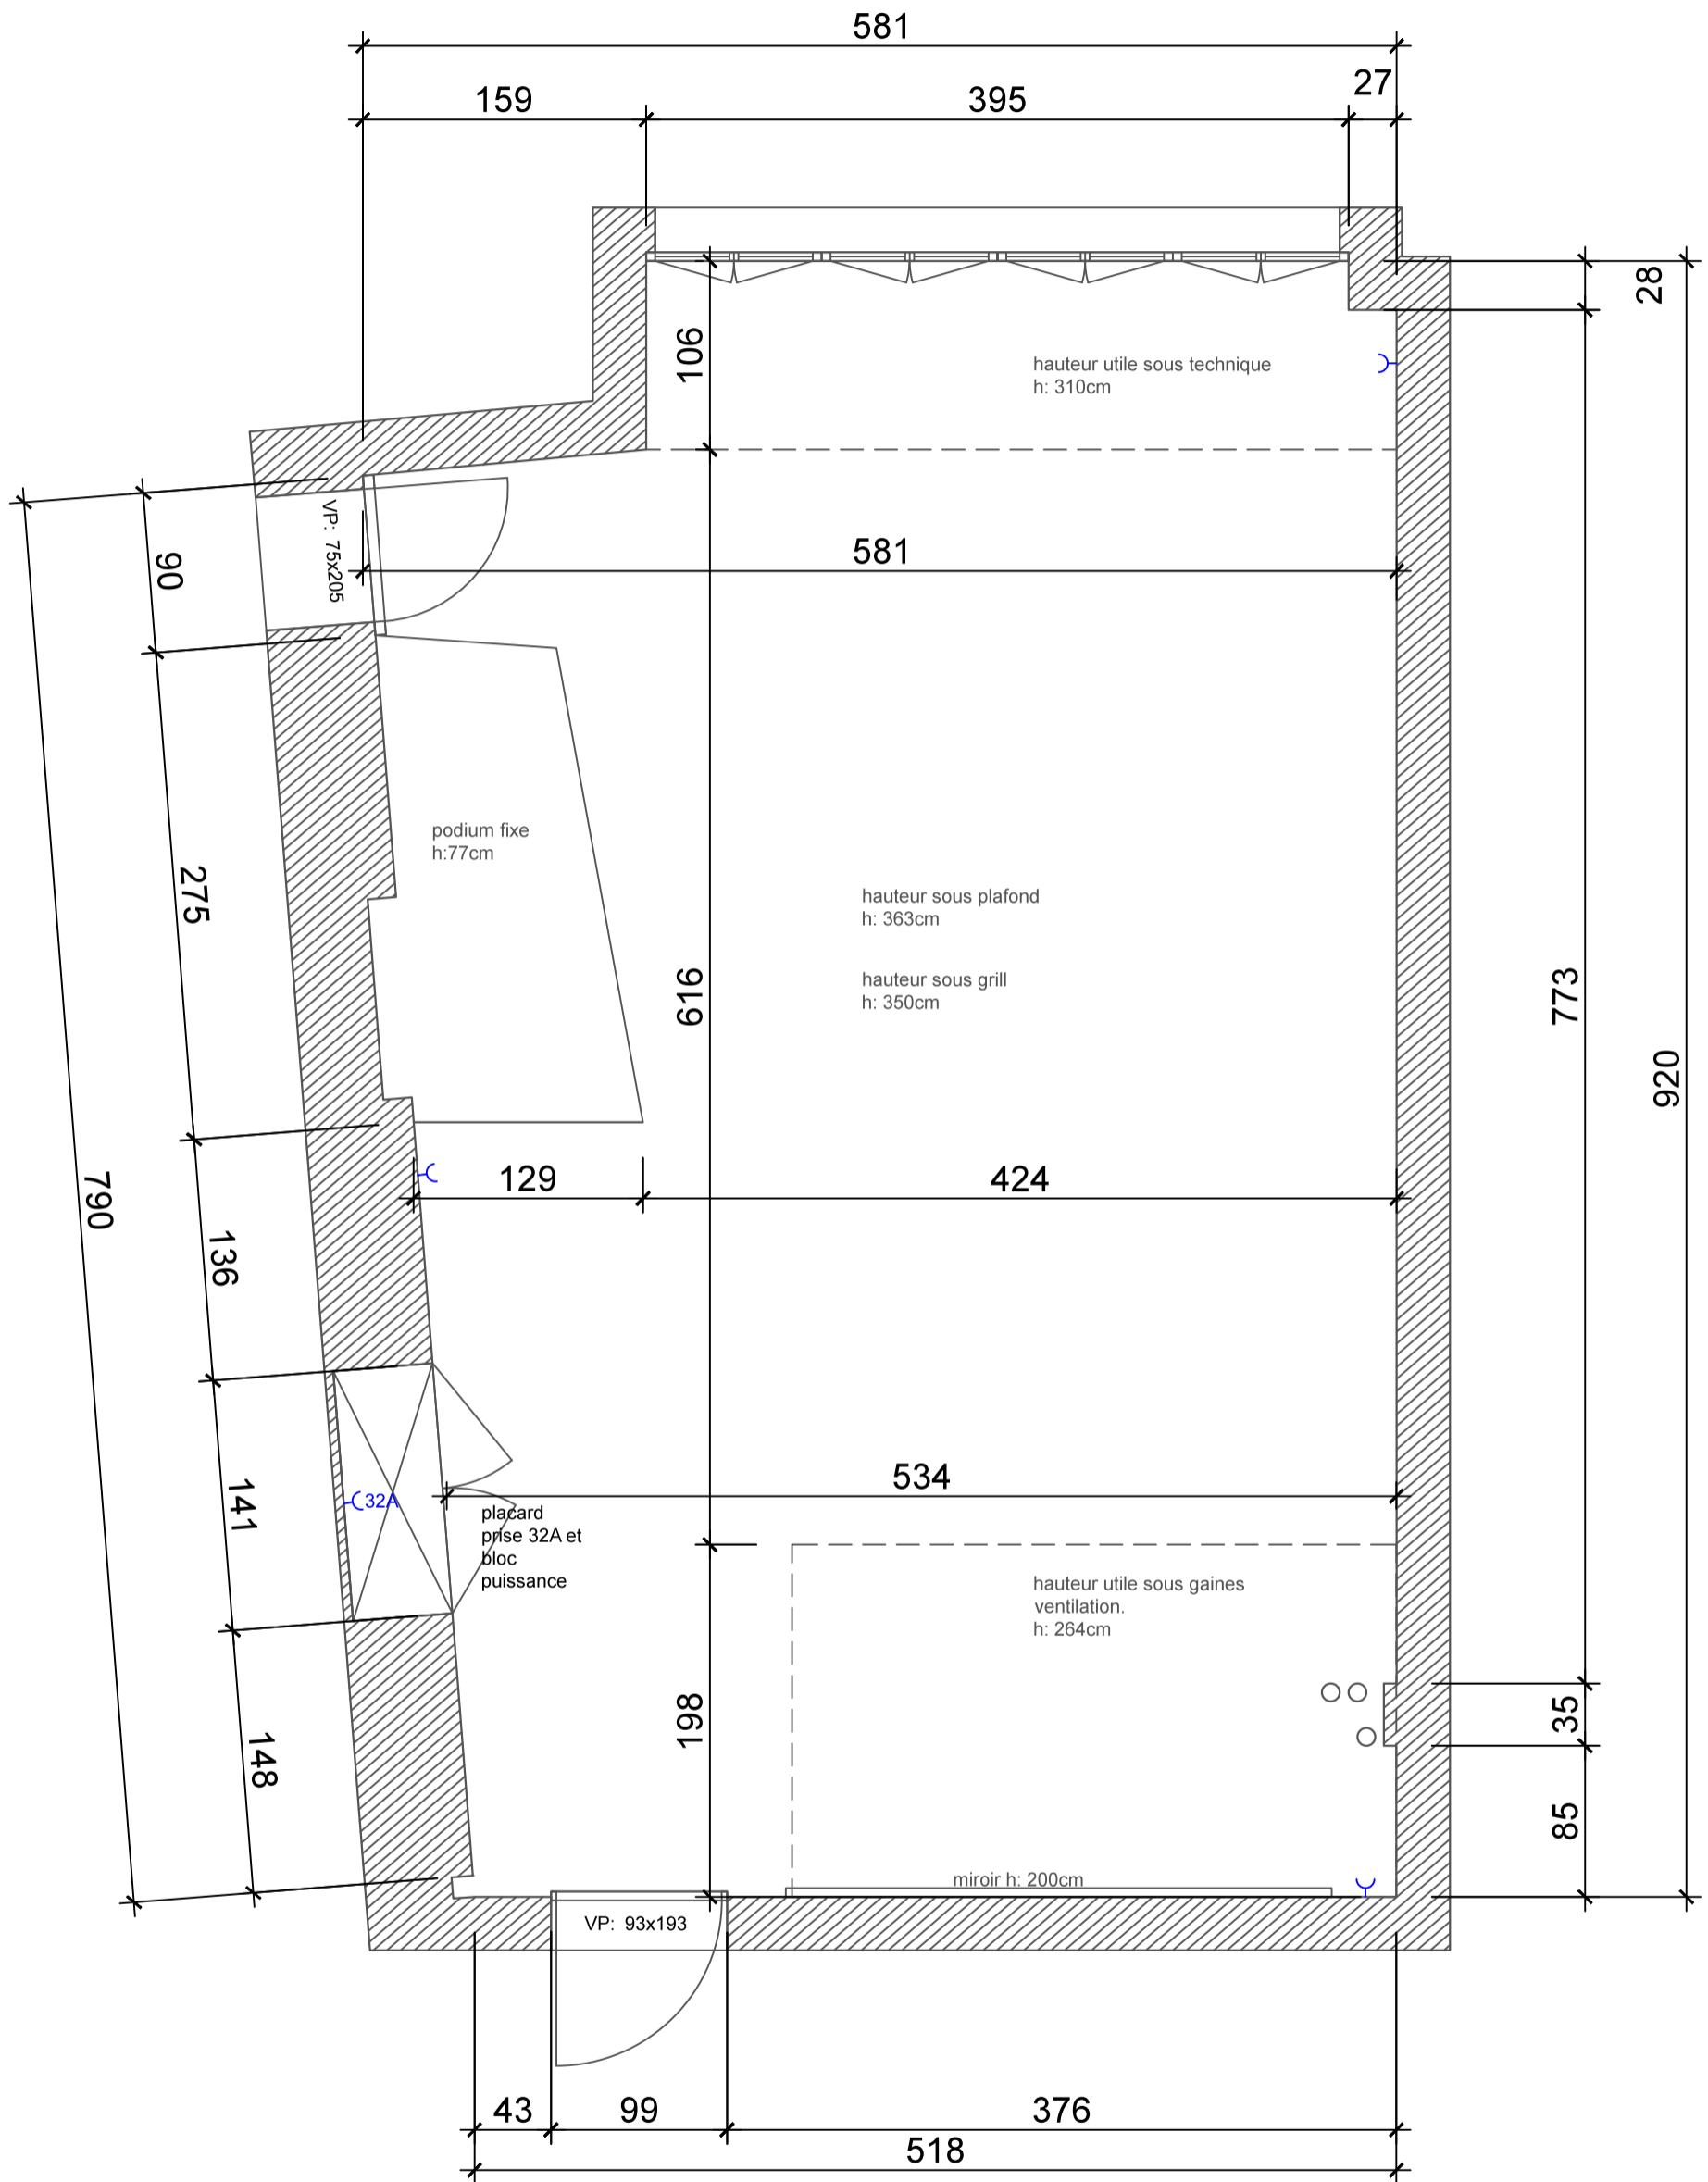 581
159
395
27
28
106
hauteur utile sous technique
h: 310cm
VP: 75x205
90
581
podium fixe
h:77cm
275
hauteur sous plafond
h: 363cm
hauteur sous grill
h: 350cm
616
773
920
790
129
424
136
534
141
32A
placard
prise 32A et
bloc
puissance
hauteur utile sous gaines
ventilation.
h: 264cm
198
35
148
85
miroir h: 200cm
VP: 93x193
43
99
376
518